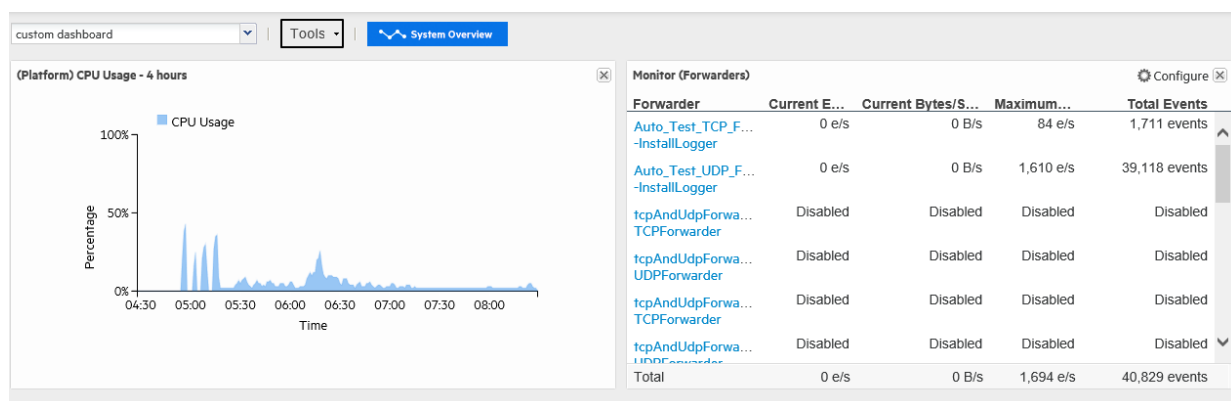 custom dashboard
Tools
System Overview
(Platform) CPU Usage - 4 hours
CPU Usage
100%
50%
0%
Percentage
04:30 05:00 05:30 06:00 06:30 07:00 07:30 08:00
Time
Monitor (Forwarders)
Configure
Forwarder Current E... Current Bytes/S... Maximum... Total Events
Auto_Test_TCP_F... 0 e/s 0 B/s 84 e/s 1,711 events
-InstallLogger
Auto_Test_UDP_F... 0 e/s 0 B/s 1,610 e/s 39,118 events
-InstallLogger
tcpAndUdpForwa... Disabled Disabled Disabled Disabled
TCPForwarder
tcpAndUdpForwa... Disabled Disabled Disabled Disabled
UDPForwarder
tcpAndUdpForwa... Disabled Disabled Disabled Disabled
TCPForwarder
tcpAndUdpForwa... Disabled Disabled Disabled Disabled
UDPForwarder
Total 0 e/s 0 B/s 1,694 e/s 40,829 events